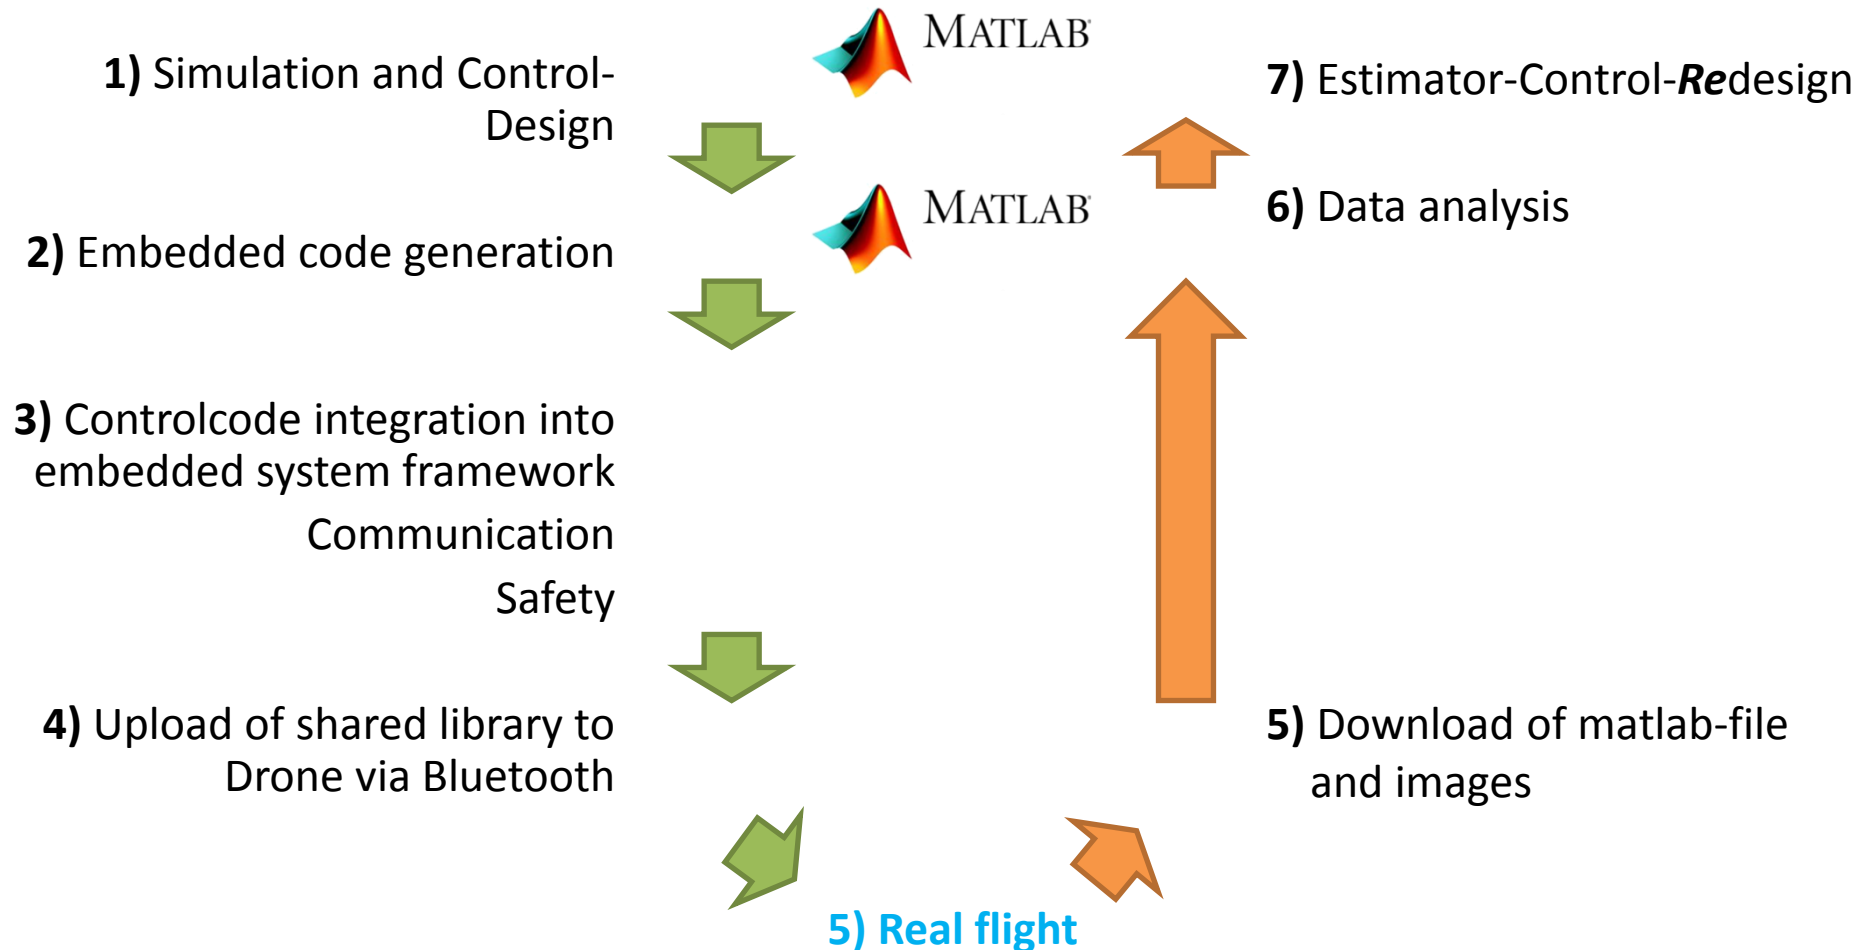 1) Simulation and Control-
Design
2) Embedded code generation
3) Controlcode integration into
embedded system framework
Communication
Safety
4) Upload of shared library to
Drone via Bluetooth
5) Real flight
MATLAB
MATLAB
7) Estimator-Control-Redesign
6) Data analysis
5) Download of matlab-file
and images